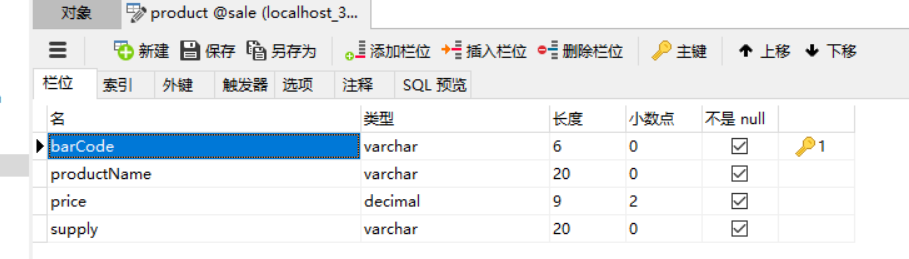 对象 product @sale (localhost_3...
新建 保存 另存为 添加栏位 插入栏位 删除栏位 主键 上移 下移
栏位 索引 外键 触发器 选项 注释 SQL 预览
名 类型 长度 小数点 不是 null
barCode varchar 6 0 1
productName varchar 20 0
price decimal 9 2
supply varchar 20 0